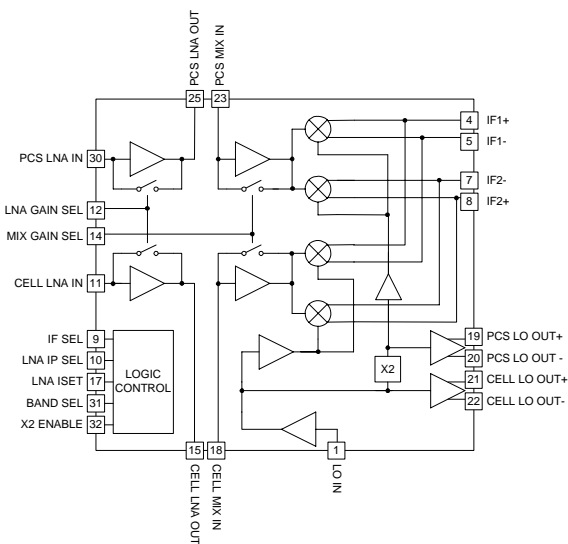 PCS LNA OUT
PCS MIX IN
25
23
4
IF1+
5
IF1-
PCS LNA IN
30
7
IF2-
LNA GAIN SEL
12
8
IF2+
MIX GAIN SEL
14
CELL LNA IN
11
IF SEL
9
19
PCS LO OUT+
LNA IP SEL
10
20
PCS LO OUT -
LNA ISET
17
LOGIC
CONTROL
X2
21
CELL LO OUT+
BAND SEL
31
22
CELL LO OUT-
X2 ENABLE
32
15
18
1
CELL LNA OUT
CELL MIX IN
LO IN